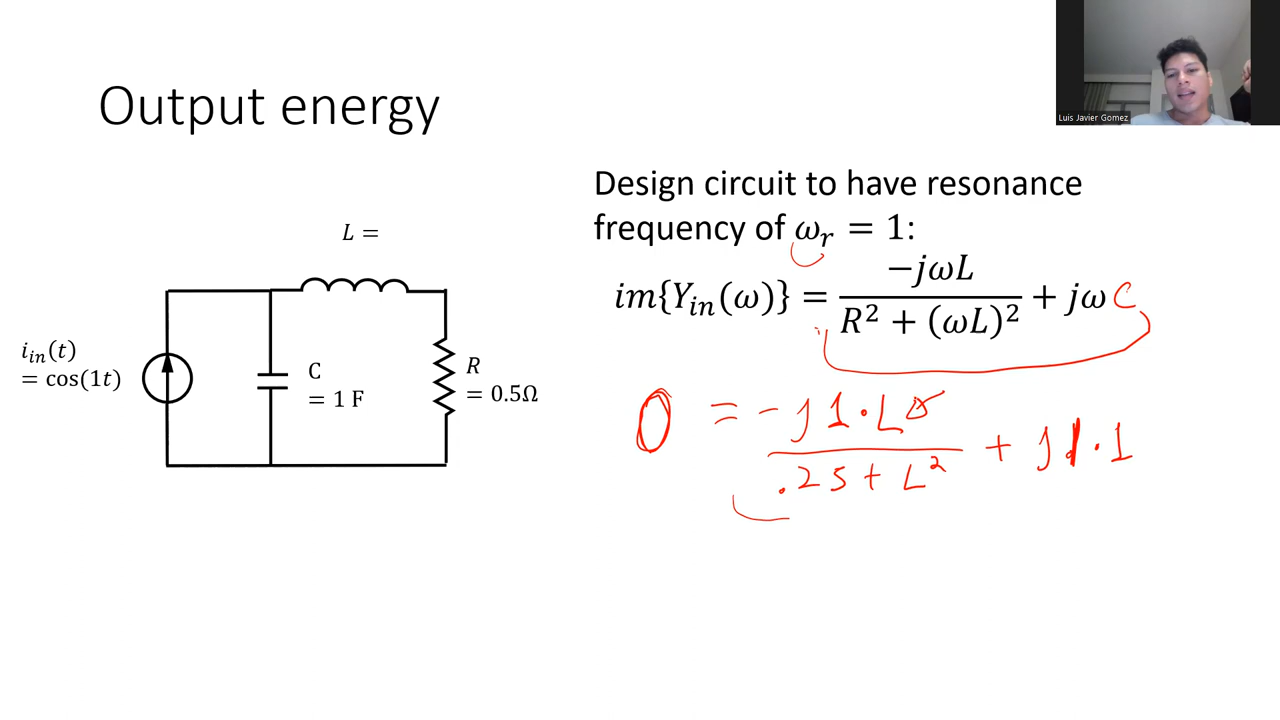 Luis Javier Gomez
Output energy
Design circuit to have resonance
frequency of ω_r = 1:
L =
im{Y_in(ω)} = −jωL / (R² + (ωL)²) + jω C
i_in(t)
= cos(1t)
C
= 1 F
R
= 0.5Ω
0 = −j1·L / (.25 + L²) + j1·1